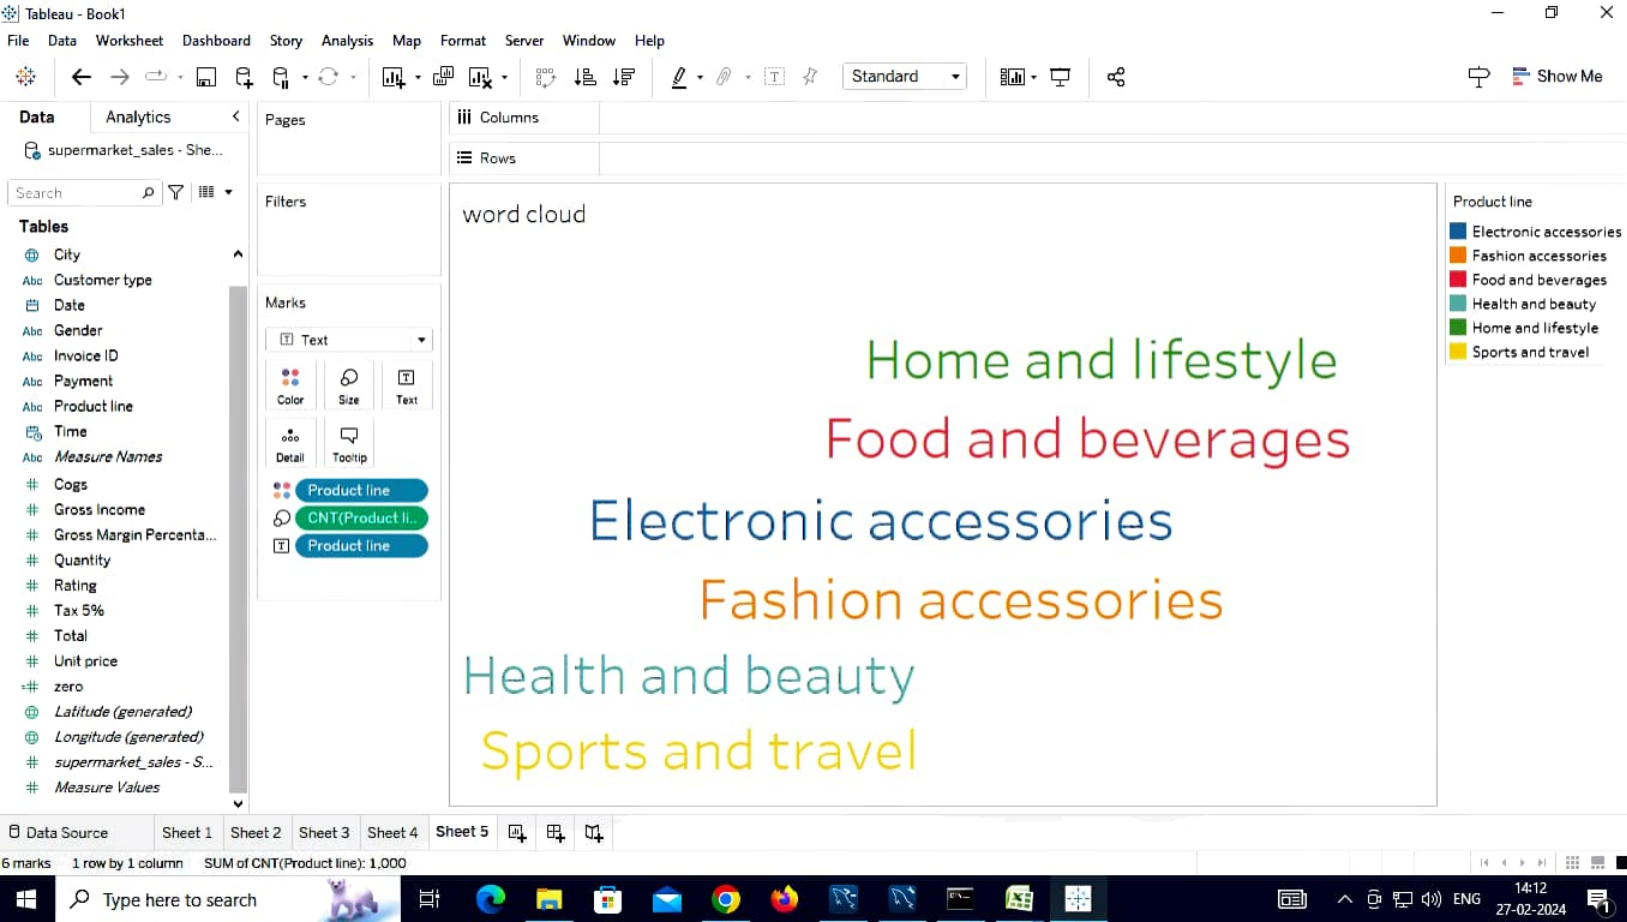 Tableau - Book1
File Data Worksheet Dashboard Story Analysis Map Format Server Window Help
Standard
Show Me
Data Analytics
supermarket_sales - She...
Search
Tables
City
Abc Customer type
Date
Abc Gender
Abc Invoice ID
Abc Payment
Abc Product line
Time
Abc Measure Names
# Cogs
# Gross Income
# Gross Margin Percenta...
# Quantity
# Rating
# Tax 5%
# Total
# Unit price
=# zero
Latitude (generated)
Longitude (generated)
# supermarket_sales - S...
# Measure Values
Pages
Filters
Marks
T Text
Color Size T Text
Detail Tooltip
Product line
CNT(Product li..
T Product line
Columns
Rows
word cloud
Home and lifestyle
Food and beverages
Electronic accessories
Fashion accessories
Health and beauty
Sports and travel
Product line
Electronic accessories
Fashion accessories
Food and beverages
Health and beauty
Home and lifestyle
Sports and travel
Data Source Sheet 1 Sheet 2 Sheet 3 Sheet 4 Sheet 5
6 marks 1 row by 1 column SUM of CNT(Product line): 1,000
Type here to search
ENG
14:12
27-02-2024
1